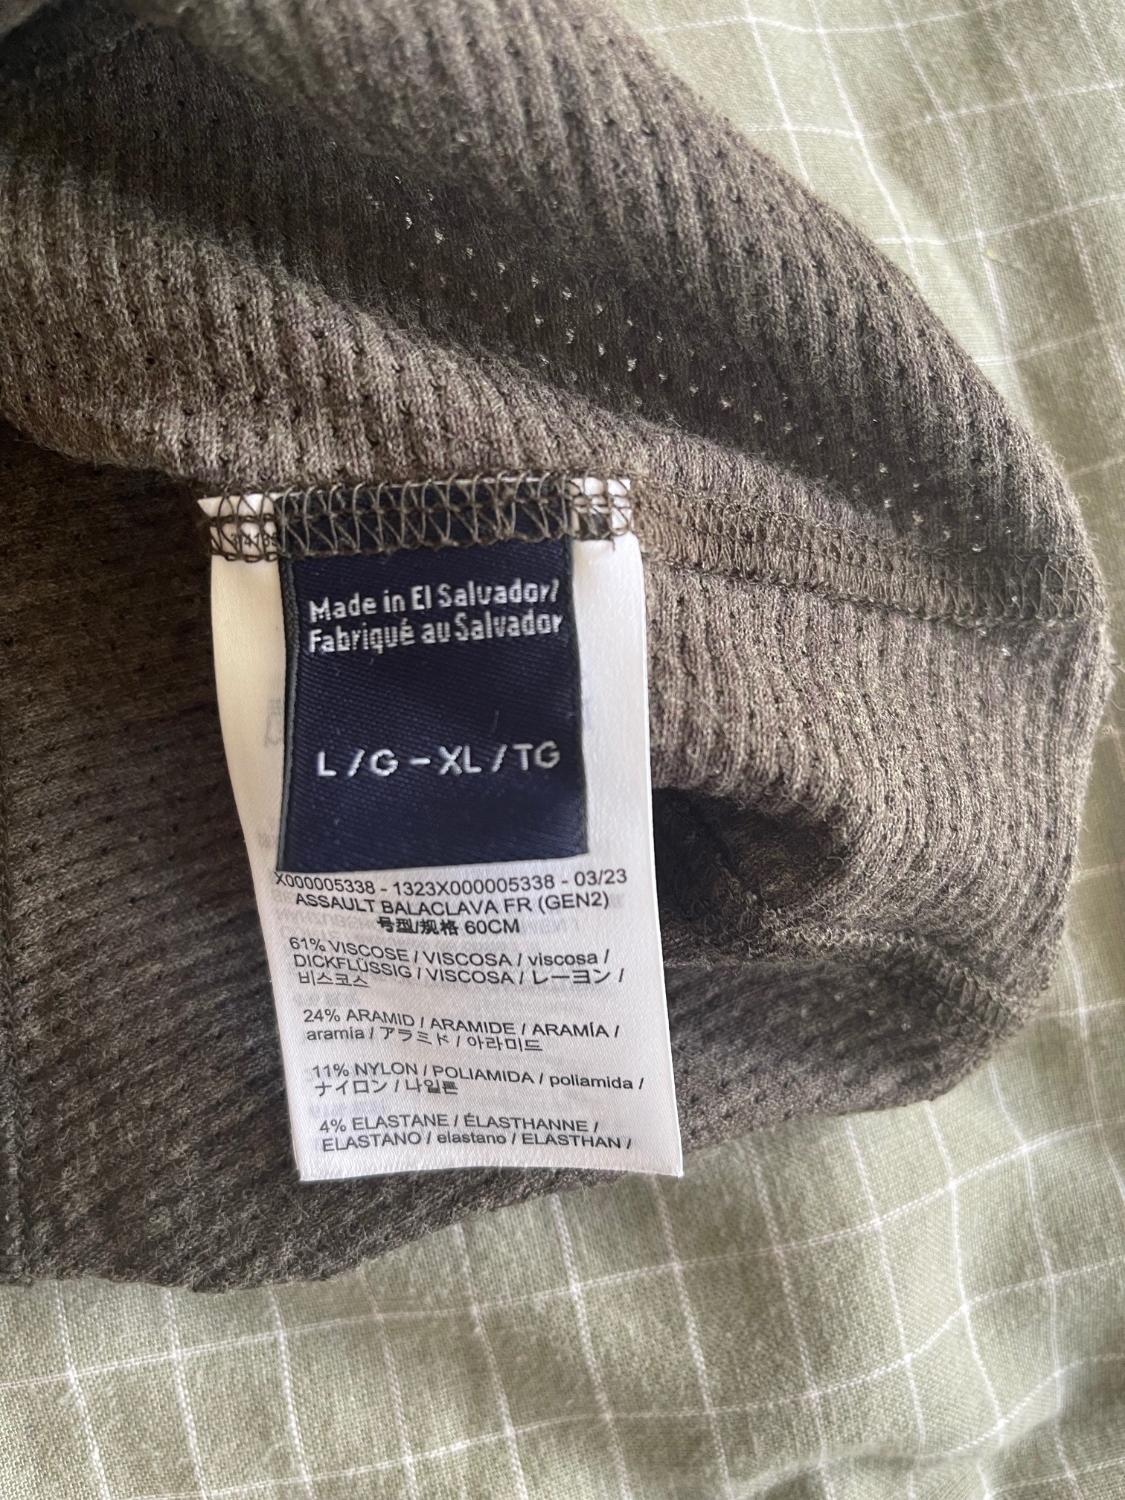 Made in El Salvador/
Fabriqué au Salvador
L/G-XL/TG
X000005338 - 1323X000005338 - 03/23
ASSAULT BALACLAVA FR (GEN2)
号型/规格 60CM
61% VISCOSE / VISCOSA / viscosa /
DICKFLÜSSIG / VISCOSA / レーヨン /
비스코스
24% ARAMID / ARAMIDE / ARAMÍA /
aramía / アラミド / 아라미드
11% NYLON / POLIAMIDA / poliamida /
ナイロン / 나일론
4% ELASTANE / ÉLASTHANNE /
ELASTANO / elastano / ELASTHAN /